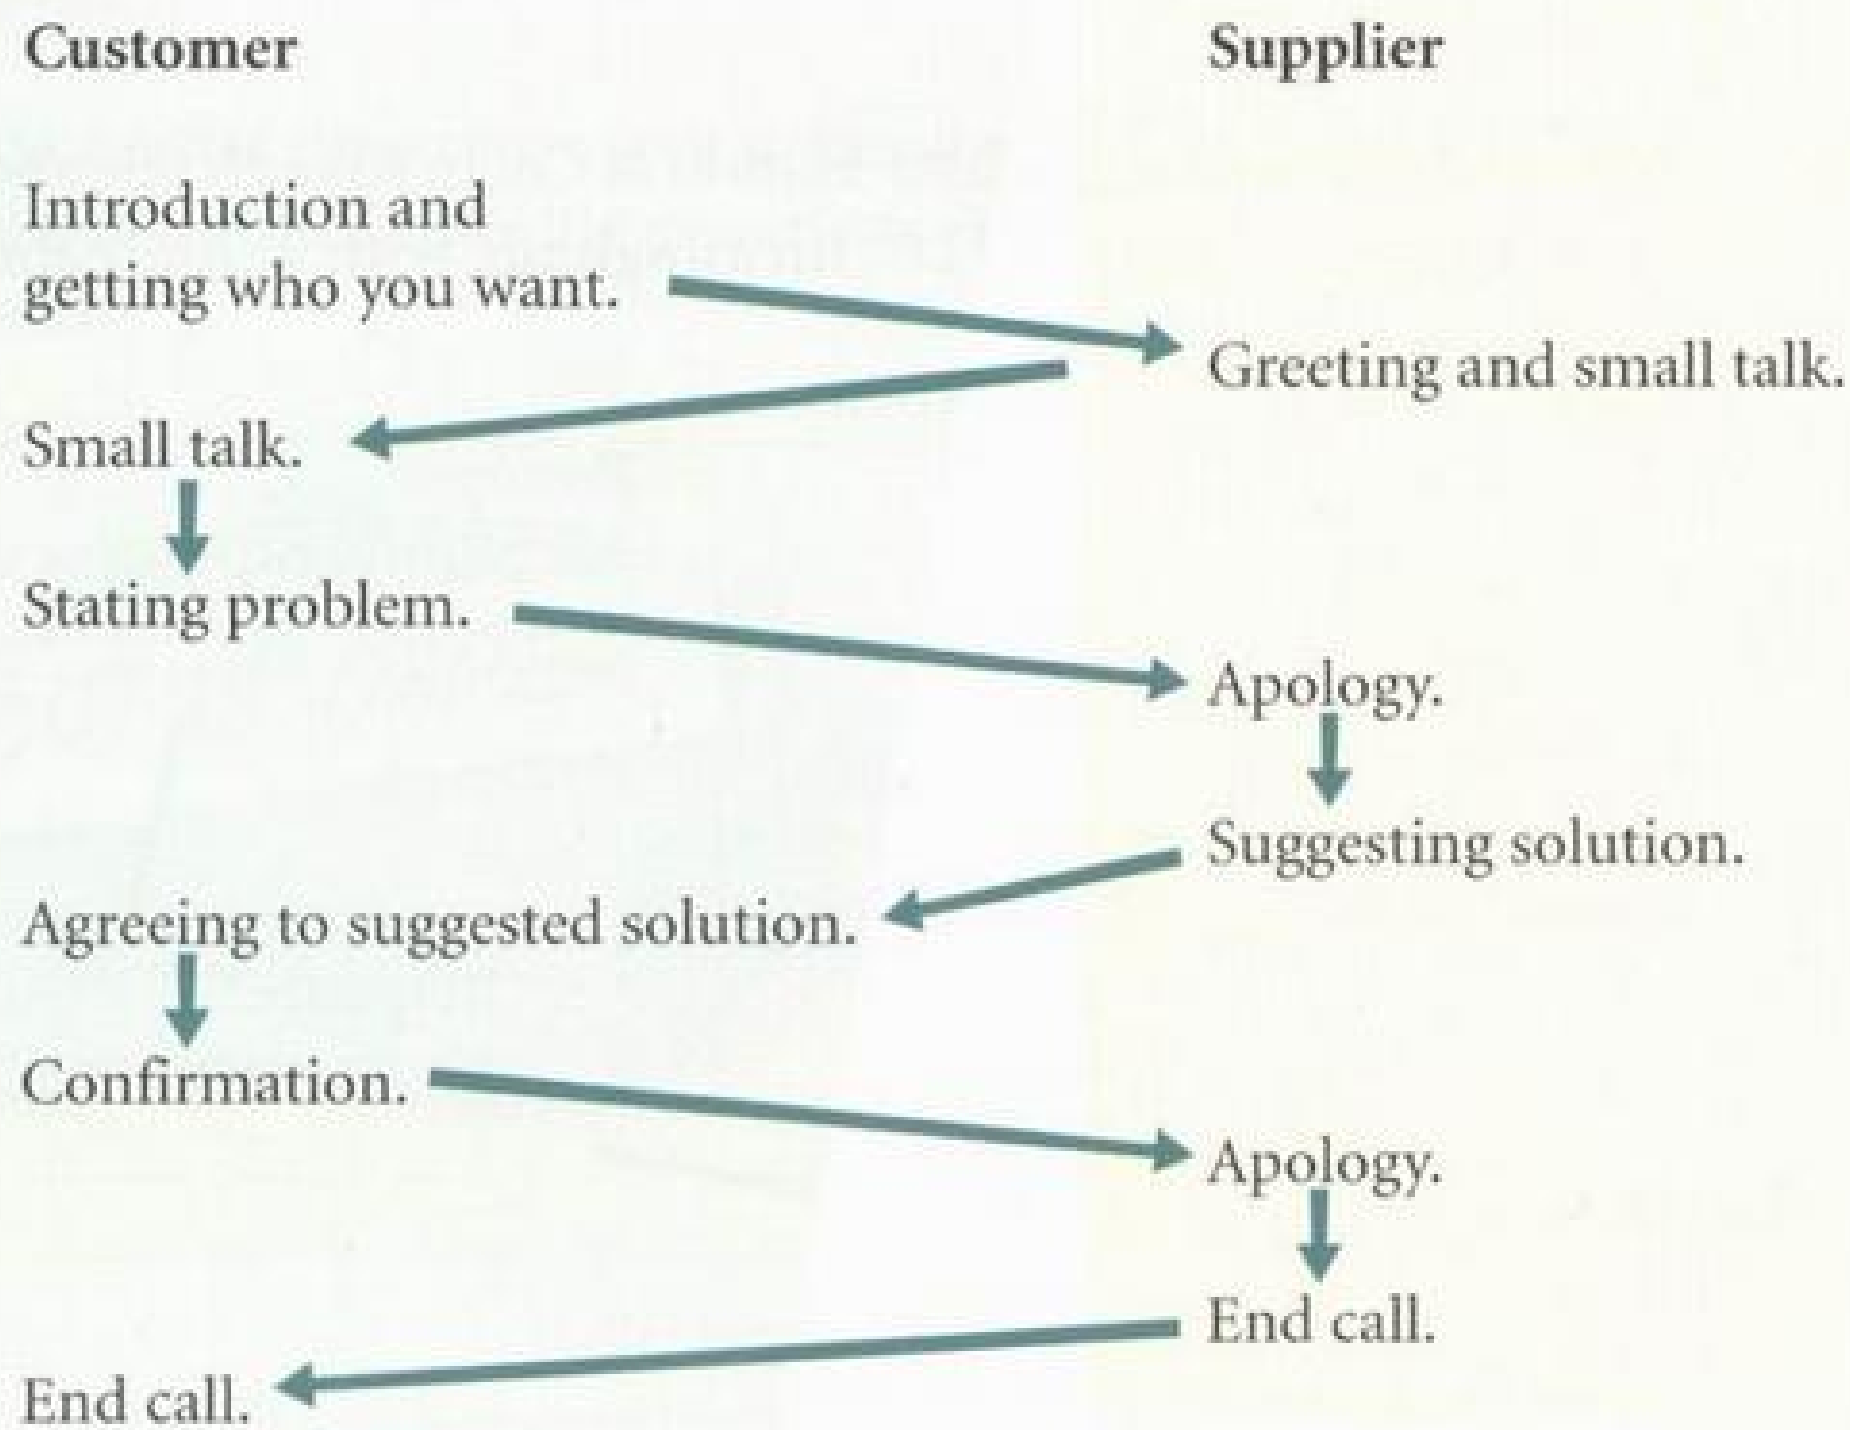 Customer
Supplier
Introduction and
getting who you want.
Greeting and small talk.
Small talk.
Stating problem.
Apology.
Suggesting solution.
Agreeing to suggested solution.
Confirmation.
Apology.
End call.
End call.